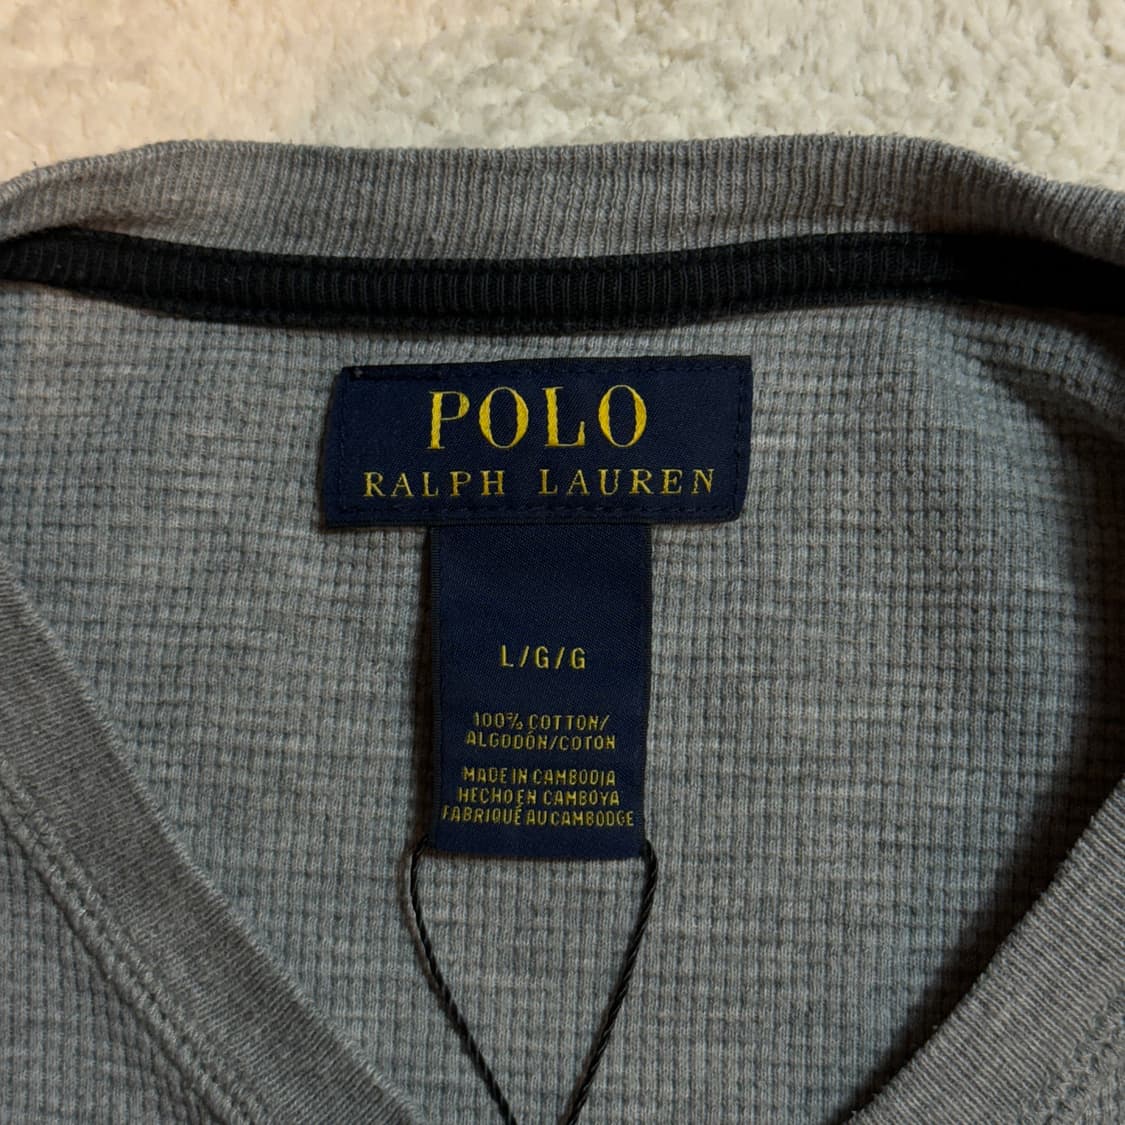 POLO
RALPH LAUREN
L/G/G
100% COTTON/
ALGODÓN/COTON
MADE IN CAMBODIA
HECHO EN CAMBOYA
FABRIQUÉ AU CAMBODGE